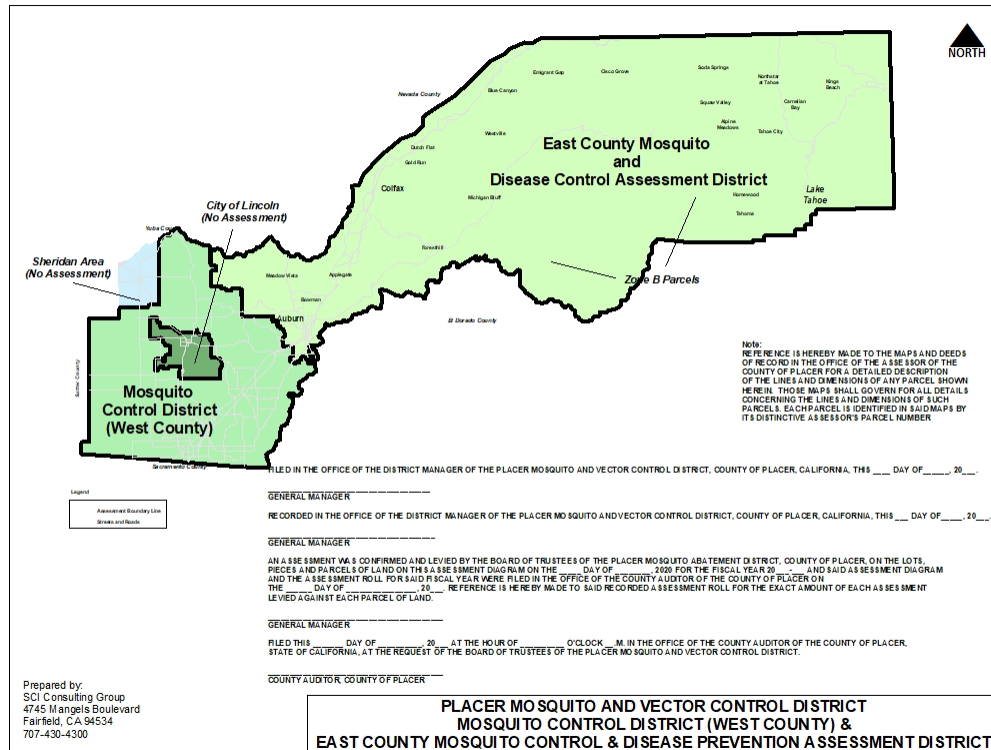 NORTH
Soda Springs
Emigrant Gap
Cisco Grove
Northstar
at Tahoe
Kings
Beach
Blue Canyon
Nevada County
Squaw Valley
Carnelian
Bay
Alpine
Meadows
Tahoe City
Westville
East County Mosquito
and
Disease Control Assessment District
Dutch Flat
Gold Run
Colfax
Michigan Bluff
Homewood
Lake
Tahoe
Tahoma
City of Lincoln
(No Assessment)
Yuba County
Foresthill
Sheridan Area
(No Assessment)
Meadow Vista
Applegate
Zone B Parcels
Bowman
Auburn
El Dorado County
Sutter County
Mosquito
Control District
(West County)
Sacramento County
Note:
REFERENCE IS HEREBY MADE TO THE MAPS AND DEEDS
OF RECORD IN THE OFFICE OF THE ASSESSOR OF THE
COUNTY OF PLACER FOR A DETAILED DESCRIPTION
OF THE LINES AND DIMENSIONS OF ANY PARCEL SHOWN
HEREIN. THOSE MAPS SHALL GOVERN FOR ALL DETAILS
CONCERNING THE LINES AND DIMENSIONS OF SUCH
PARCELS. EACH PARCEL IS IDENTIFIED IN SAID MAPS BY
ITS DISTINCTIVE ASSESSOR'S PARCEL NUMBER
Legend
Assessment Boundary Line
Streets and Roads
FILED IN THE OFFICE OF THE DISTRICT MANAGER OF THE PLACER MOSQUITO AND VECTOR CONTROL DISTRICT, COUNTY OF PLACER, CALIFORNIA, THIS ____ DAY OF______, 20___.
GENERAL MANAGER
RECORDED IN THE OFFICE OF THE DISTRICT MANAGER OF THE PLACER MOSQUITO AND VECTOR CONTROL DISTRICT, COUNTY OF PLACER, CALIFORNIA, THIS ___ DAY OF_____, 20___.
GENERAL MANAGER
AN ASSESSMENT WAS CONFIRMED AND LEVIED BY THE BOARD OF TRUSTEES OF THE PLACER MOSQUITO ABATEMENT DISTRICT, COUNTY OF PLACER, ON THE LOTS,
PIECES AND PARCELS OF LAND ON THIS ASSESSMENT DIAGRAM ON THE _____ DAY OF ________, 2020 FOR THE FISCAL YEAR 20___-___ AND SAID ASSESSMENT DIAGRAM
AND THE ASSESSMENT ROLL FOR SAID FISCAL YEAR WERE FILED IN THE OFFICE OF THE COUNTY AUDITOR OF THE COUNTY OF PLACER ON
THE ______ DAY OF ________________, 20___. REFERENCE IS HEREBY MADE TO SAID RECORDED ASSESSMENT ROLL FOR THE EXACT AMOUNT OF EACH ASSESSMENT
LEVIED AGAINST EACH PARCEL OF LAND.
GENERAL MANAGER
FILED THIS _______ DAY OF __________, 20___ AT THE HOUR OF __________ O'CLOCK __.M. IN THE OFFICE OF THE COUNTY AUDITOR OF THE COUNTY OF PLACER,
STATE OF CALIFORNIA, AT THE REQUEST OF THE BOARD OF TRUSTEES OF THE PLACER MOSQUITO AND VECTOR CONTROL DISTRICT.
COUNTY AUDITOR, COUNTY OF PLACER
Prepared by:
SCI Consulting Group
4745 Mangels Boulevard
Fairfield, CA 94534
707-430-4300
PLACER MOSQUITO AND VECTOR CONTROL DISTRICT
MOSQUITO CONTROL DISTRICT (WEST COUNTY) &
EAST COUNTY MOSQUITO CONTROL & DISEASE PREVENTION ASSESSMENT DISTRICT